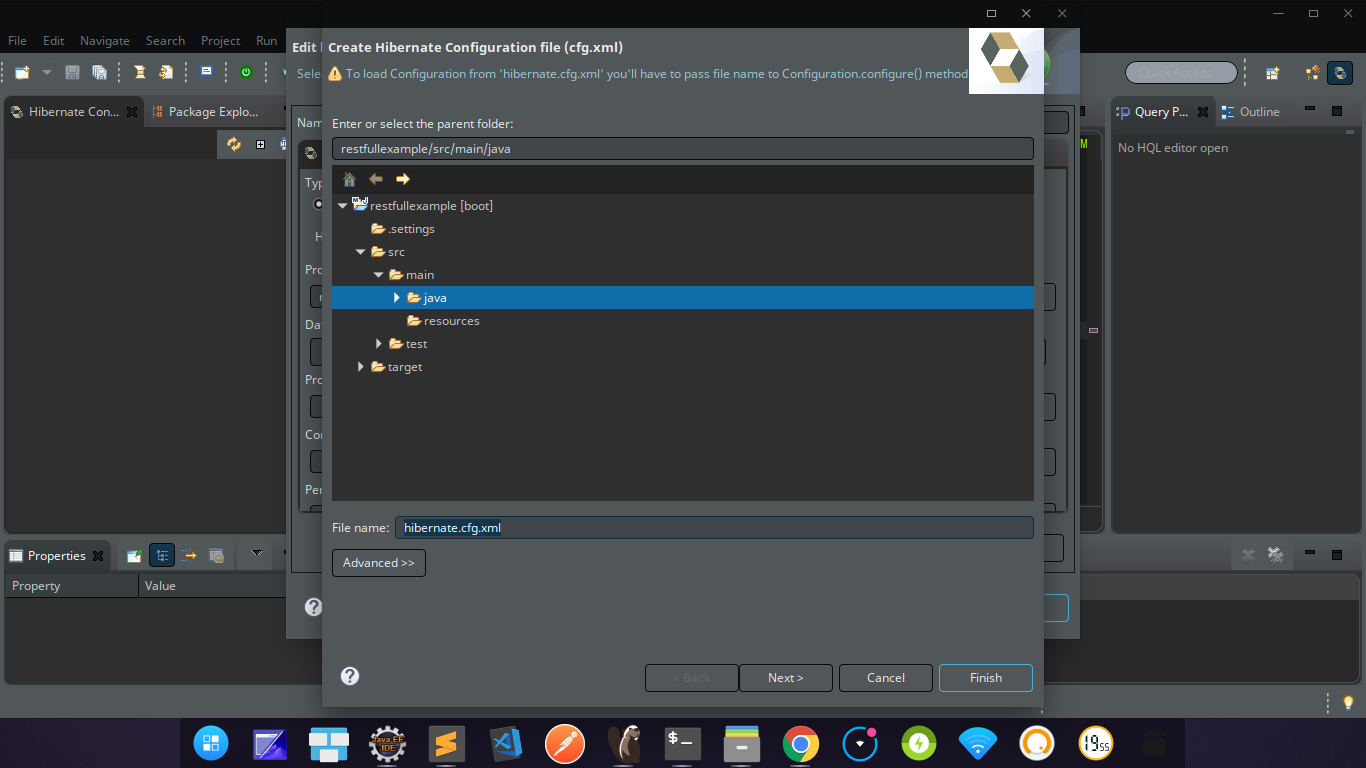 File Edit Navigate Search Project Run
Quick Access
Hibernate Con...
Package Explo...
Edit
Sele
Nam
Typ
H
Pro
Dat
Pro
Con
Per
Create Hibernate Configuration file (cfg.xml)
To load Configuration from 'hibernate.cfg.xml' you'll have to pass file name to Configuration.configure() method
Enter or select the parent folder:
restfullexample/src/main/java
restfullexample [boot]
.settings
src
main
java
resources
test
target
File name: hibernate.cfg.xml
Advanced >>
< Back Next > Cancel Finish
Query P...
Outline
No HQL editor open
M
Properties
Property Value
Java EE
IDE
$_
19 55